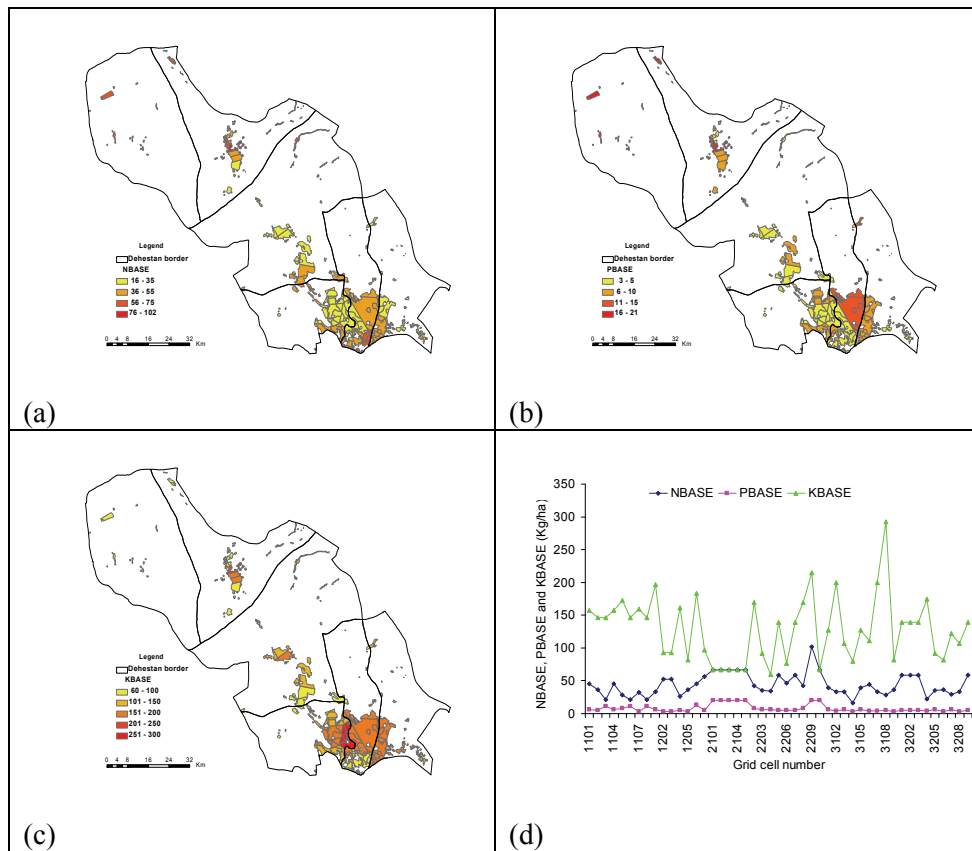 Legend
Dehestan border
NBASE
16 - 35
36 - 55
56 - 75
76 - 102
0 4 8 16 24 32
Km
(a)
Legend
Dehestan border
PBASE
3 - 5
6 - 10
11 - 15
16 - 21
0 4 8 16 24 32
Km
(b)
Legend
Dehestan border
KBASE
60 - 100
101 - 150
151 - 200
201 - 250
251 - 300
0 4 8 16 24 32
Km
(c)
NBASE PBASE KBASE
NBASE, PBASE and KBASE (Kg/ha)
350
300
250
200
150
100
50
0
1101 1104 1107 1202 1205 2101 2104 2203 2206 2209 3102 3105 3108 3202 3205 3208
Grid cell number
(d)